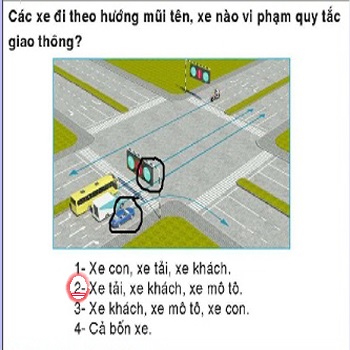 Các xe đi theo hướng mũi tên, xe nào vi phạm quy tắc
giao thông?
1- Xe con, xe tải, xe khách.
2- Xe tải, xe khách, xe mô tô.
3- Xe khách, xe mô tô, xe con.
4- Cả bốn xe.